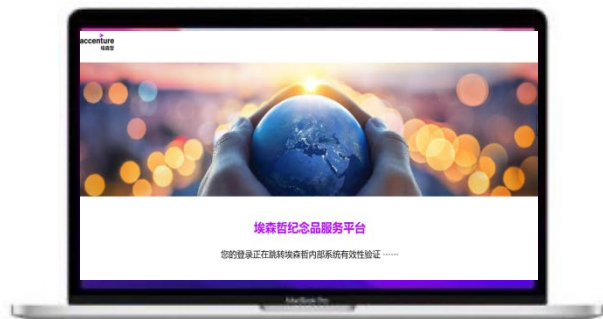 accenture
埃森哲
埃森哲纪念品服务平台
您的登录正在跳转埃森哲内部系统有效性验证 ······
MacBook Pro